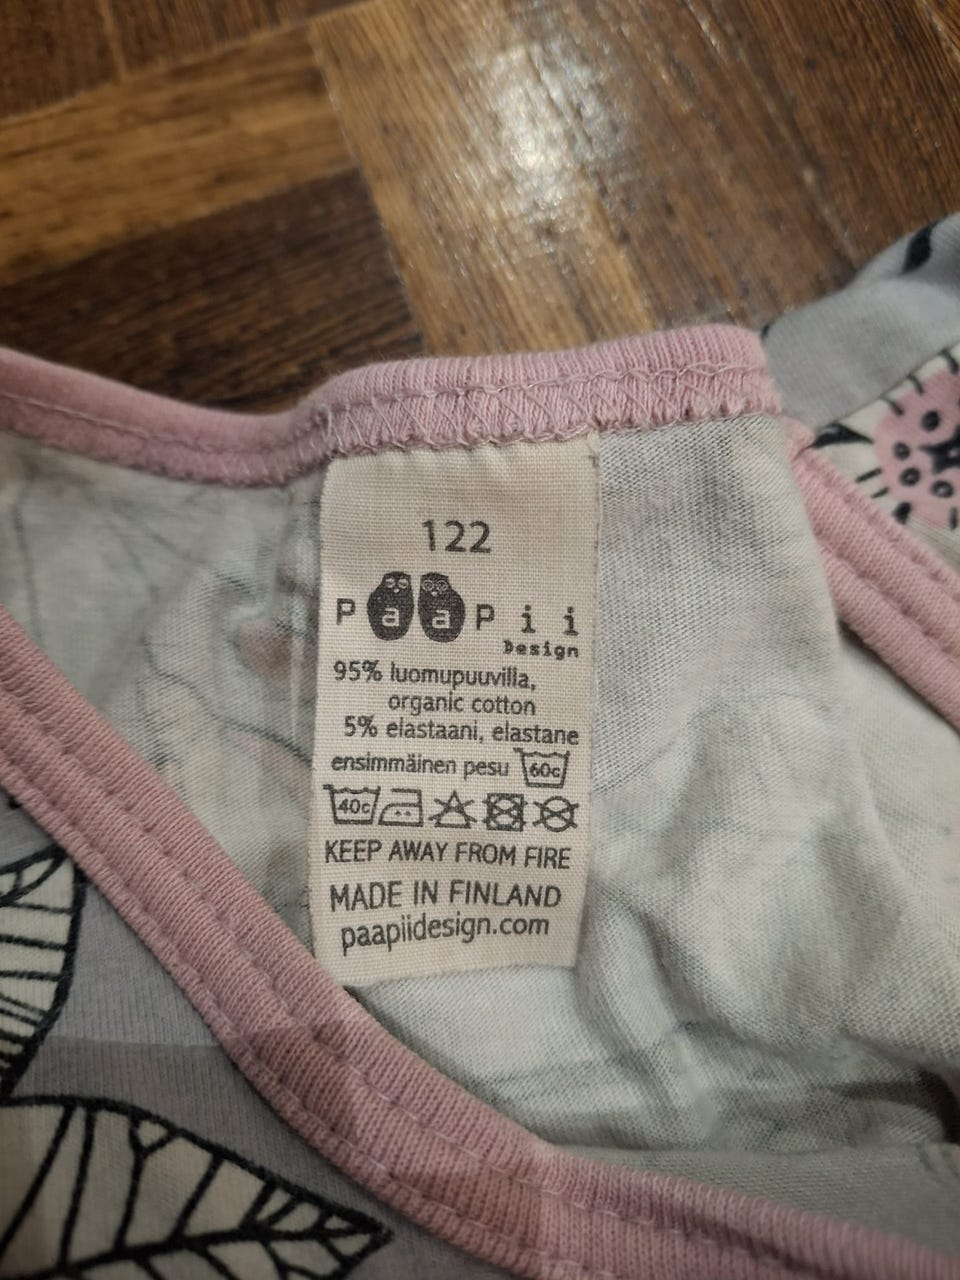 122
PaaPii
Design
95% luomupuuvilla,
organic cotton
5% elastaani, elastane
ensimmäinen pesu 60c
40c
KEEP AWAY FROM FIRE
MADE IN FINLAND
paapiidesign.com